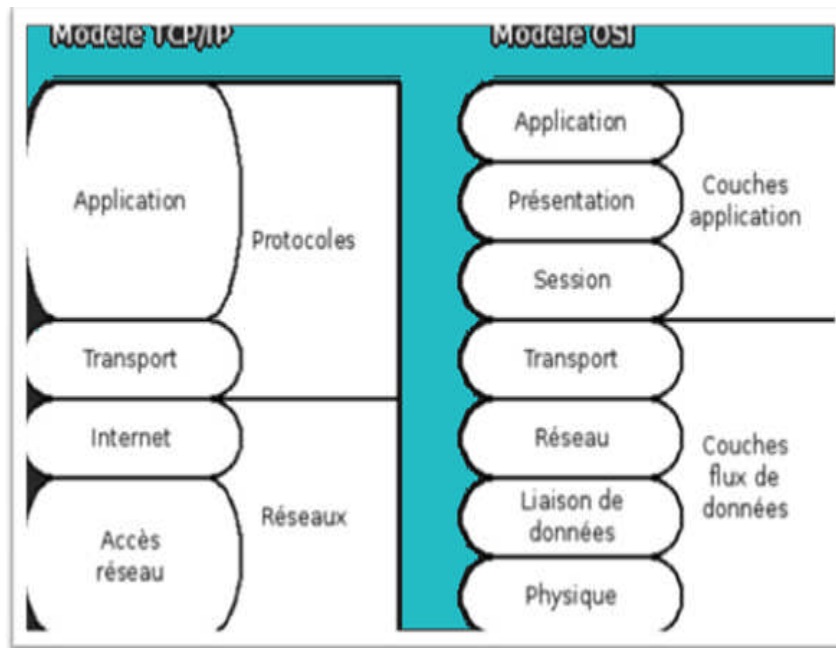 Modèle TCP/IP
Application
Protocoles
Transport
Internet
Réseaux
Accès
réseau
Modèle OSI
Application
Présentation
Session
Couches
application
Transport
Réseau
Liaison de
données
Physique
Couches
flux de
données